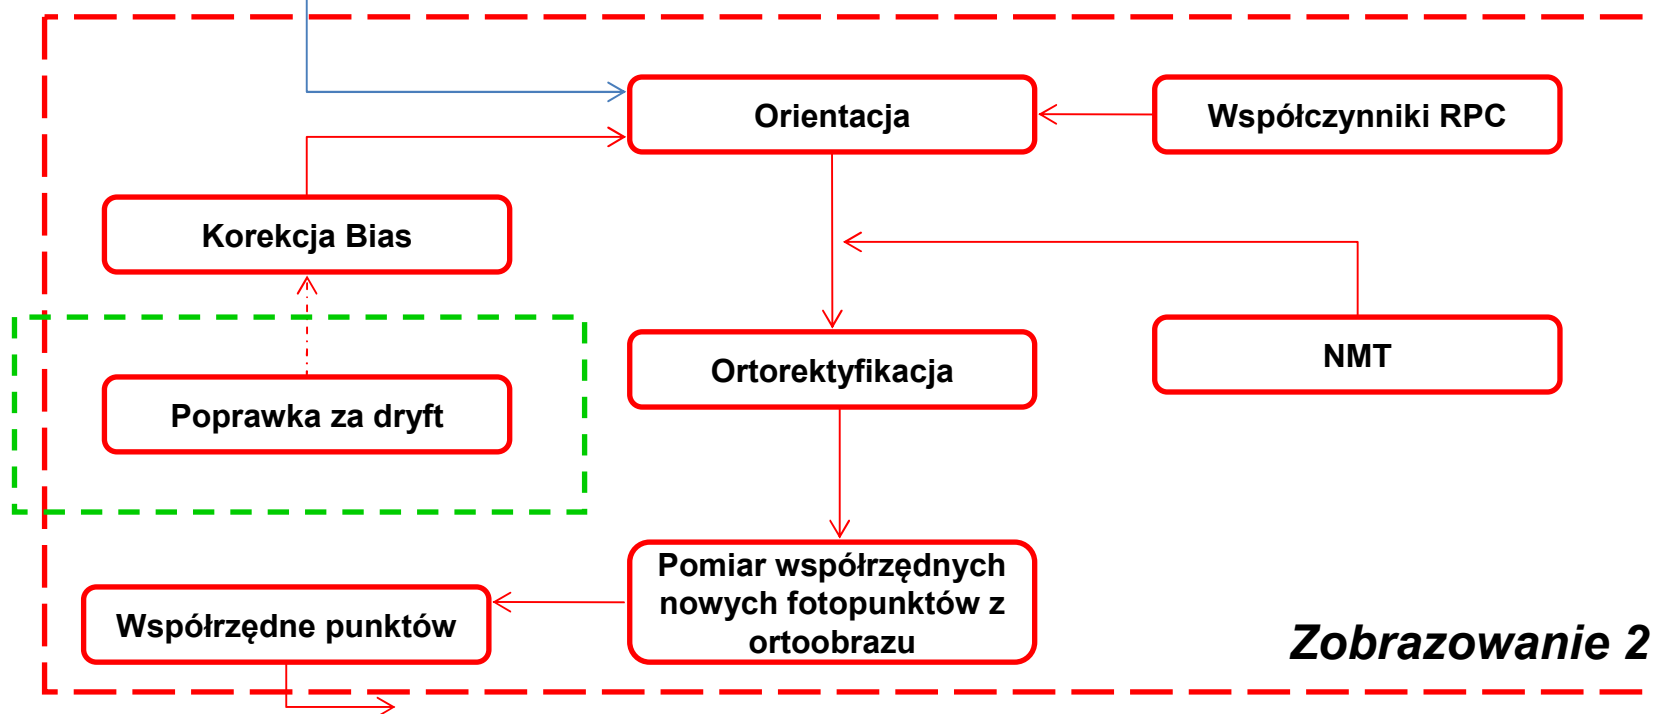 Orientacja
Współczynniki RPC
Korekcja Bias
Ortorektyfikacja
NMT
Poprawka za dryft
Pomiar współrzędnych
nowych fotopunktów z
ortoobrazu
Współrzędne punktów
Zobrazowanie 2